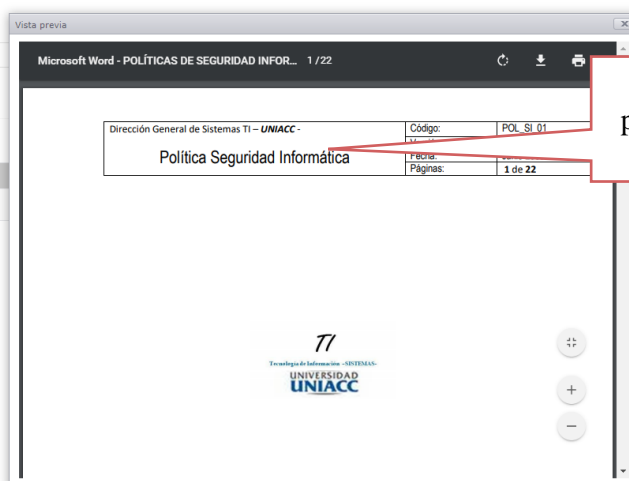 Vista previa
Microsoft Word - POLÍTICAS DE SEGURIDAD INFOR... 1 / 22
Dirección General de Sistemas TI – UNIACC -
Código: POL_SI_01
Política Seguridad Informática
Fecha:
Páginas: 1 de 22
TI
Tecnología de Información -SISTEMAS-
UNIVERSIDAD
UNIACC